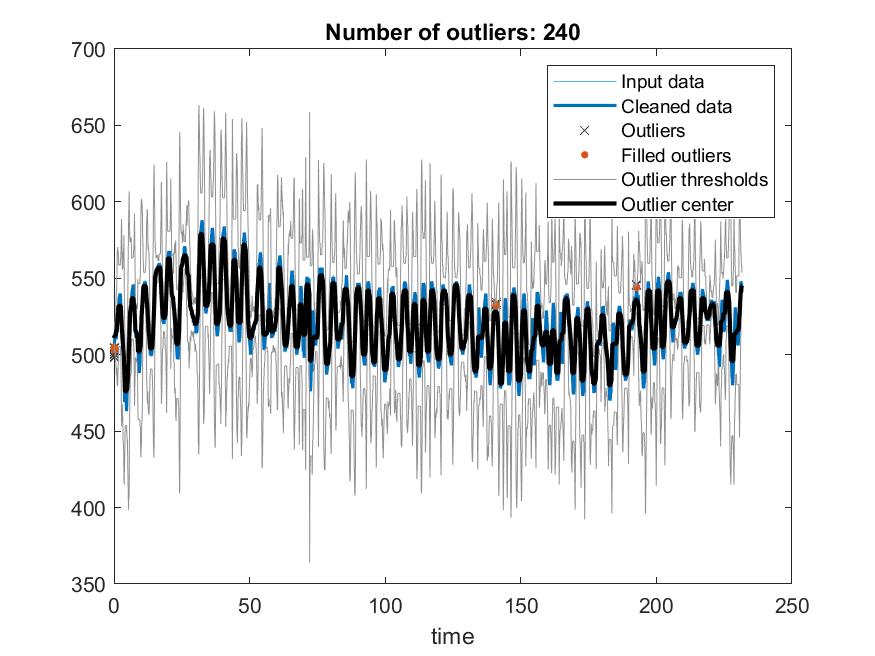 Number of outliers: 240
700
650
600
550
500
450
400
350
Input data
Cleaned data
Outliers
Filled outliers
Outlier thresholds
Outlier center
0 50 100 150 200 250
time